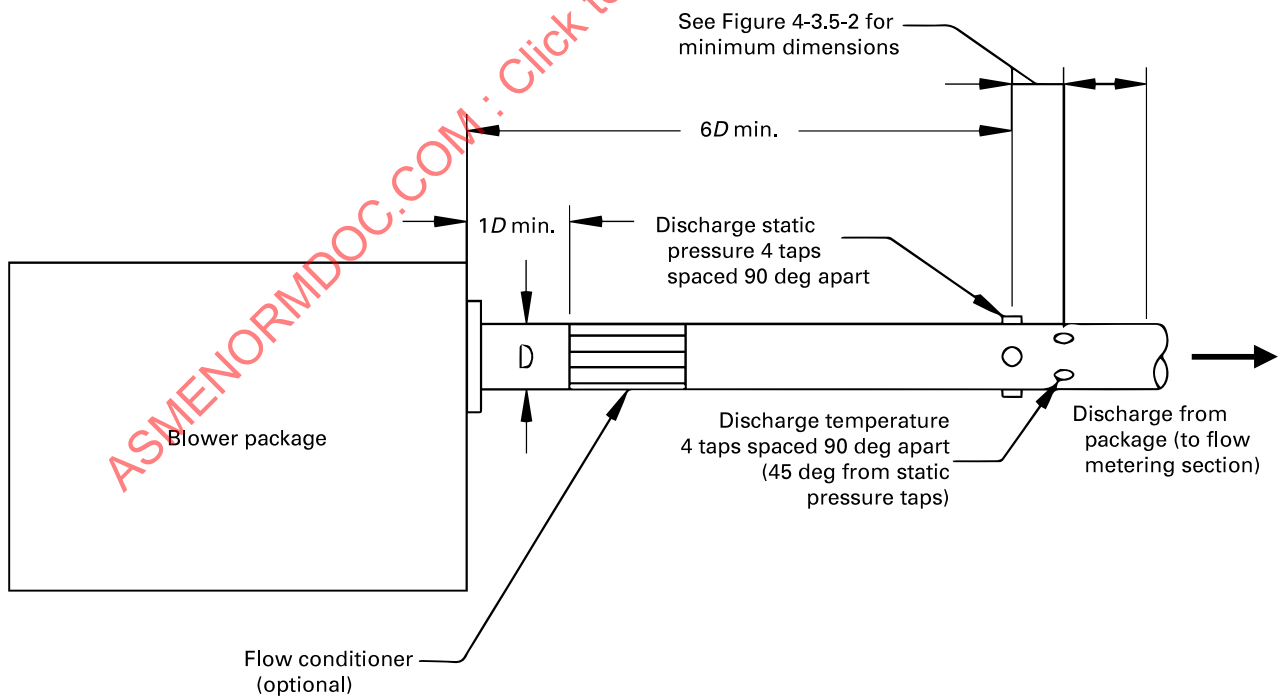 See Figure 4-3.5-2 for
minimum dimensions
6D min.
1D min.
Discharge static
pressure 4 taps
spaced 90 deg apart
D
Blower package
Discharge temperature
4 taps spaced 90 deg apart
(45 deg from static
pressure taps)
Discharge from
package (to flow
metering section)
Flow conditioner
(optional)
ASMENORMDOC.COM : Click to